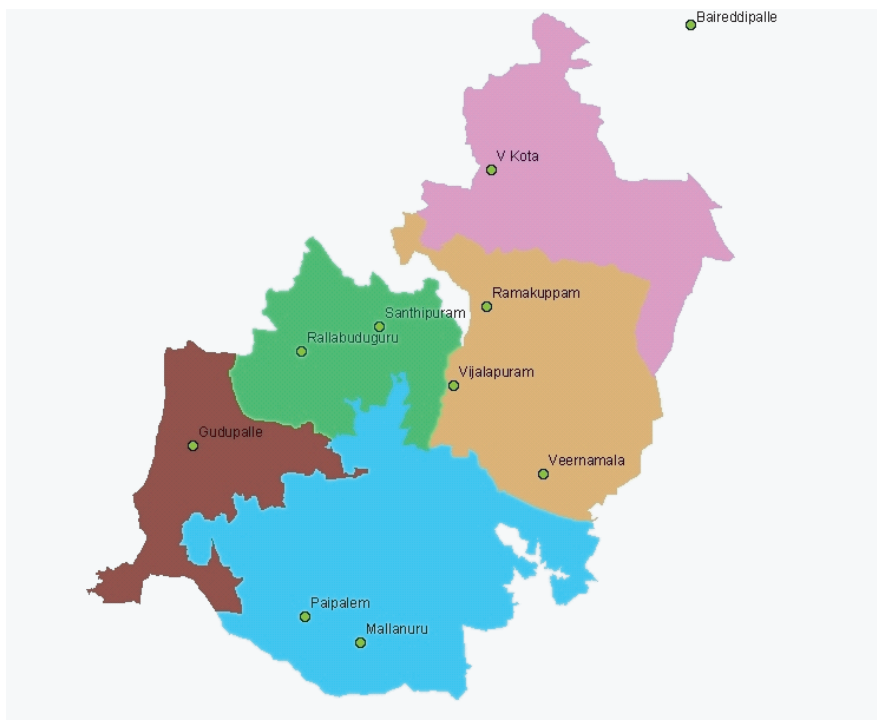 Baireddipalle
V Kota
Ramakuppam
Santhipuram
Rallabuduguru
Vijalapuram
Gudupalle
Veernamala
Paipalem
Mallanuru